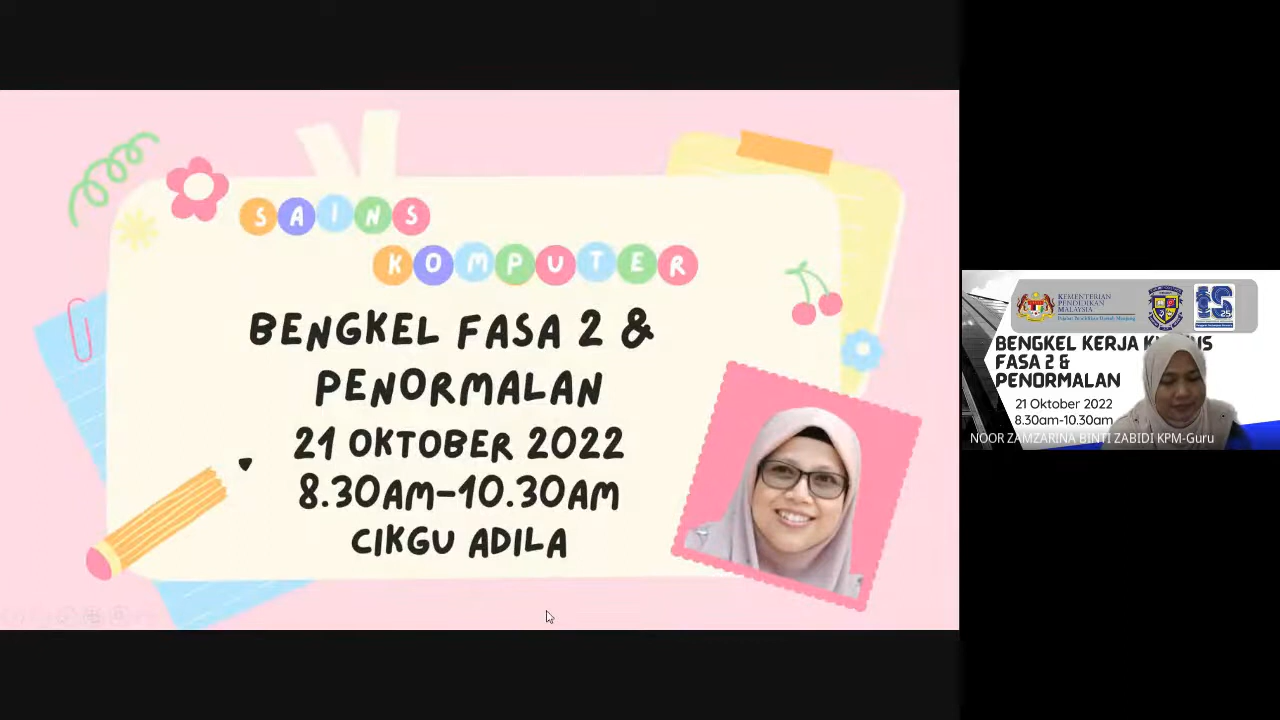 SAINS
KOMPUTER
BENGKEL FASA 2 &
PENORMALAN
21 OKTOBER 2022
8.30AM-10.30AM
CIKGU ADILA
KEMENTERIAN
PENDIDIKAN
MALAYSIA
BENGKEL KERJA
FASA 2 &
PENORMALAN
21 Oktober 2022
8.30am-10.30am
NOOR ZAMZARINA BINTI ZABIDI KPM-Guru